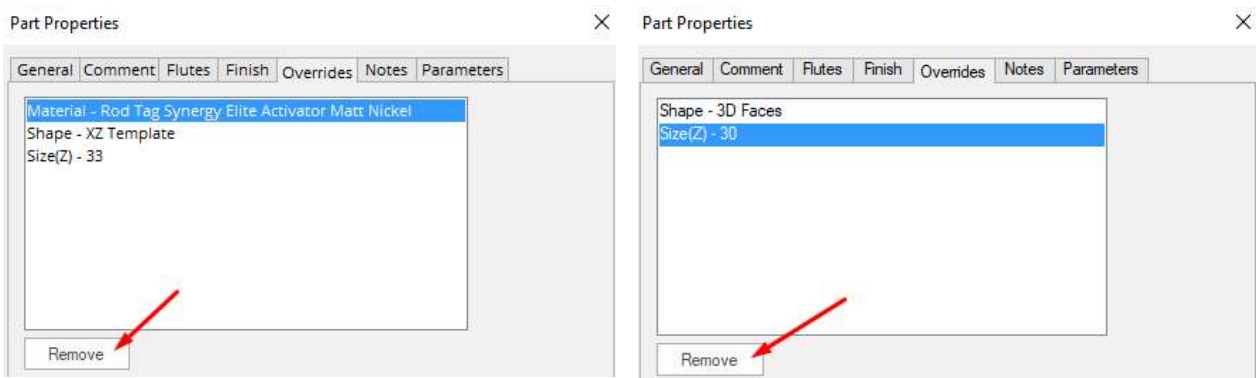 Part Properties
General Comment Flutes Finish Overrides Notes Parameters
Material - Rod Tag Synergy Elite Activator Matt Nickel
Shape - XZ Template
Size(Z) - 33
Remove
Part Properties
General Comment Flutes Finish Overrides Notes Parameters
Shape - 3D Faces
Size(Z) - 30
Remove